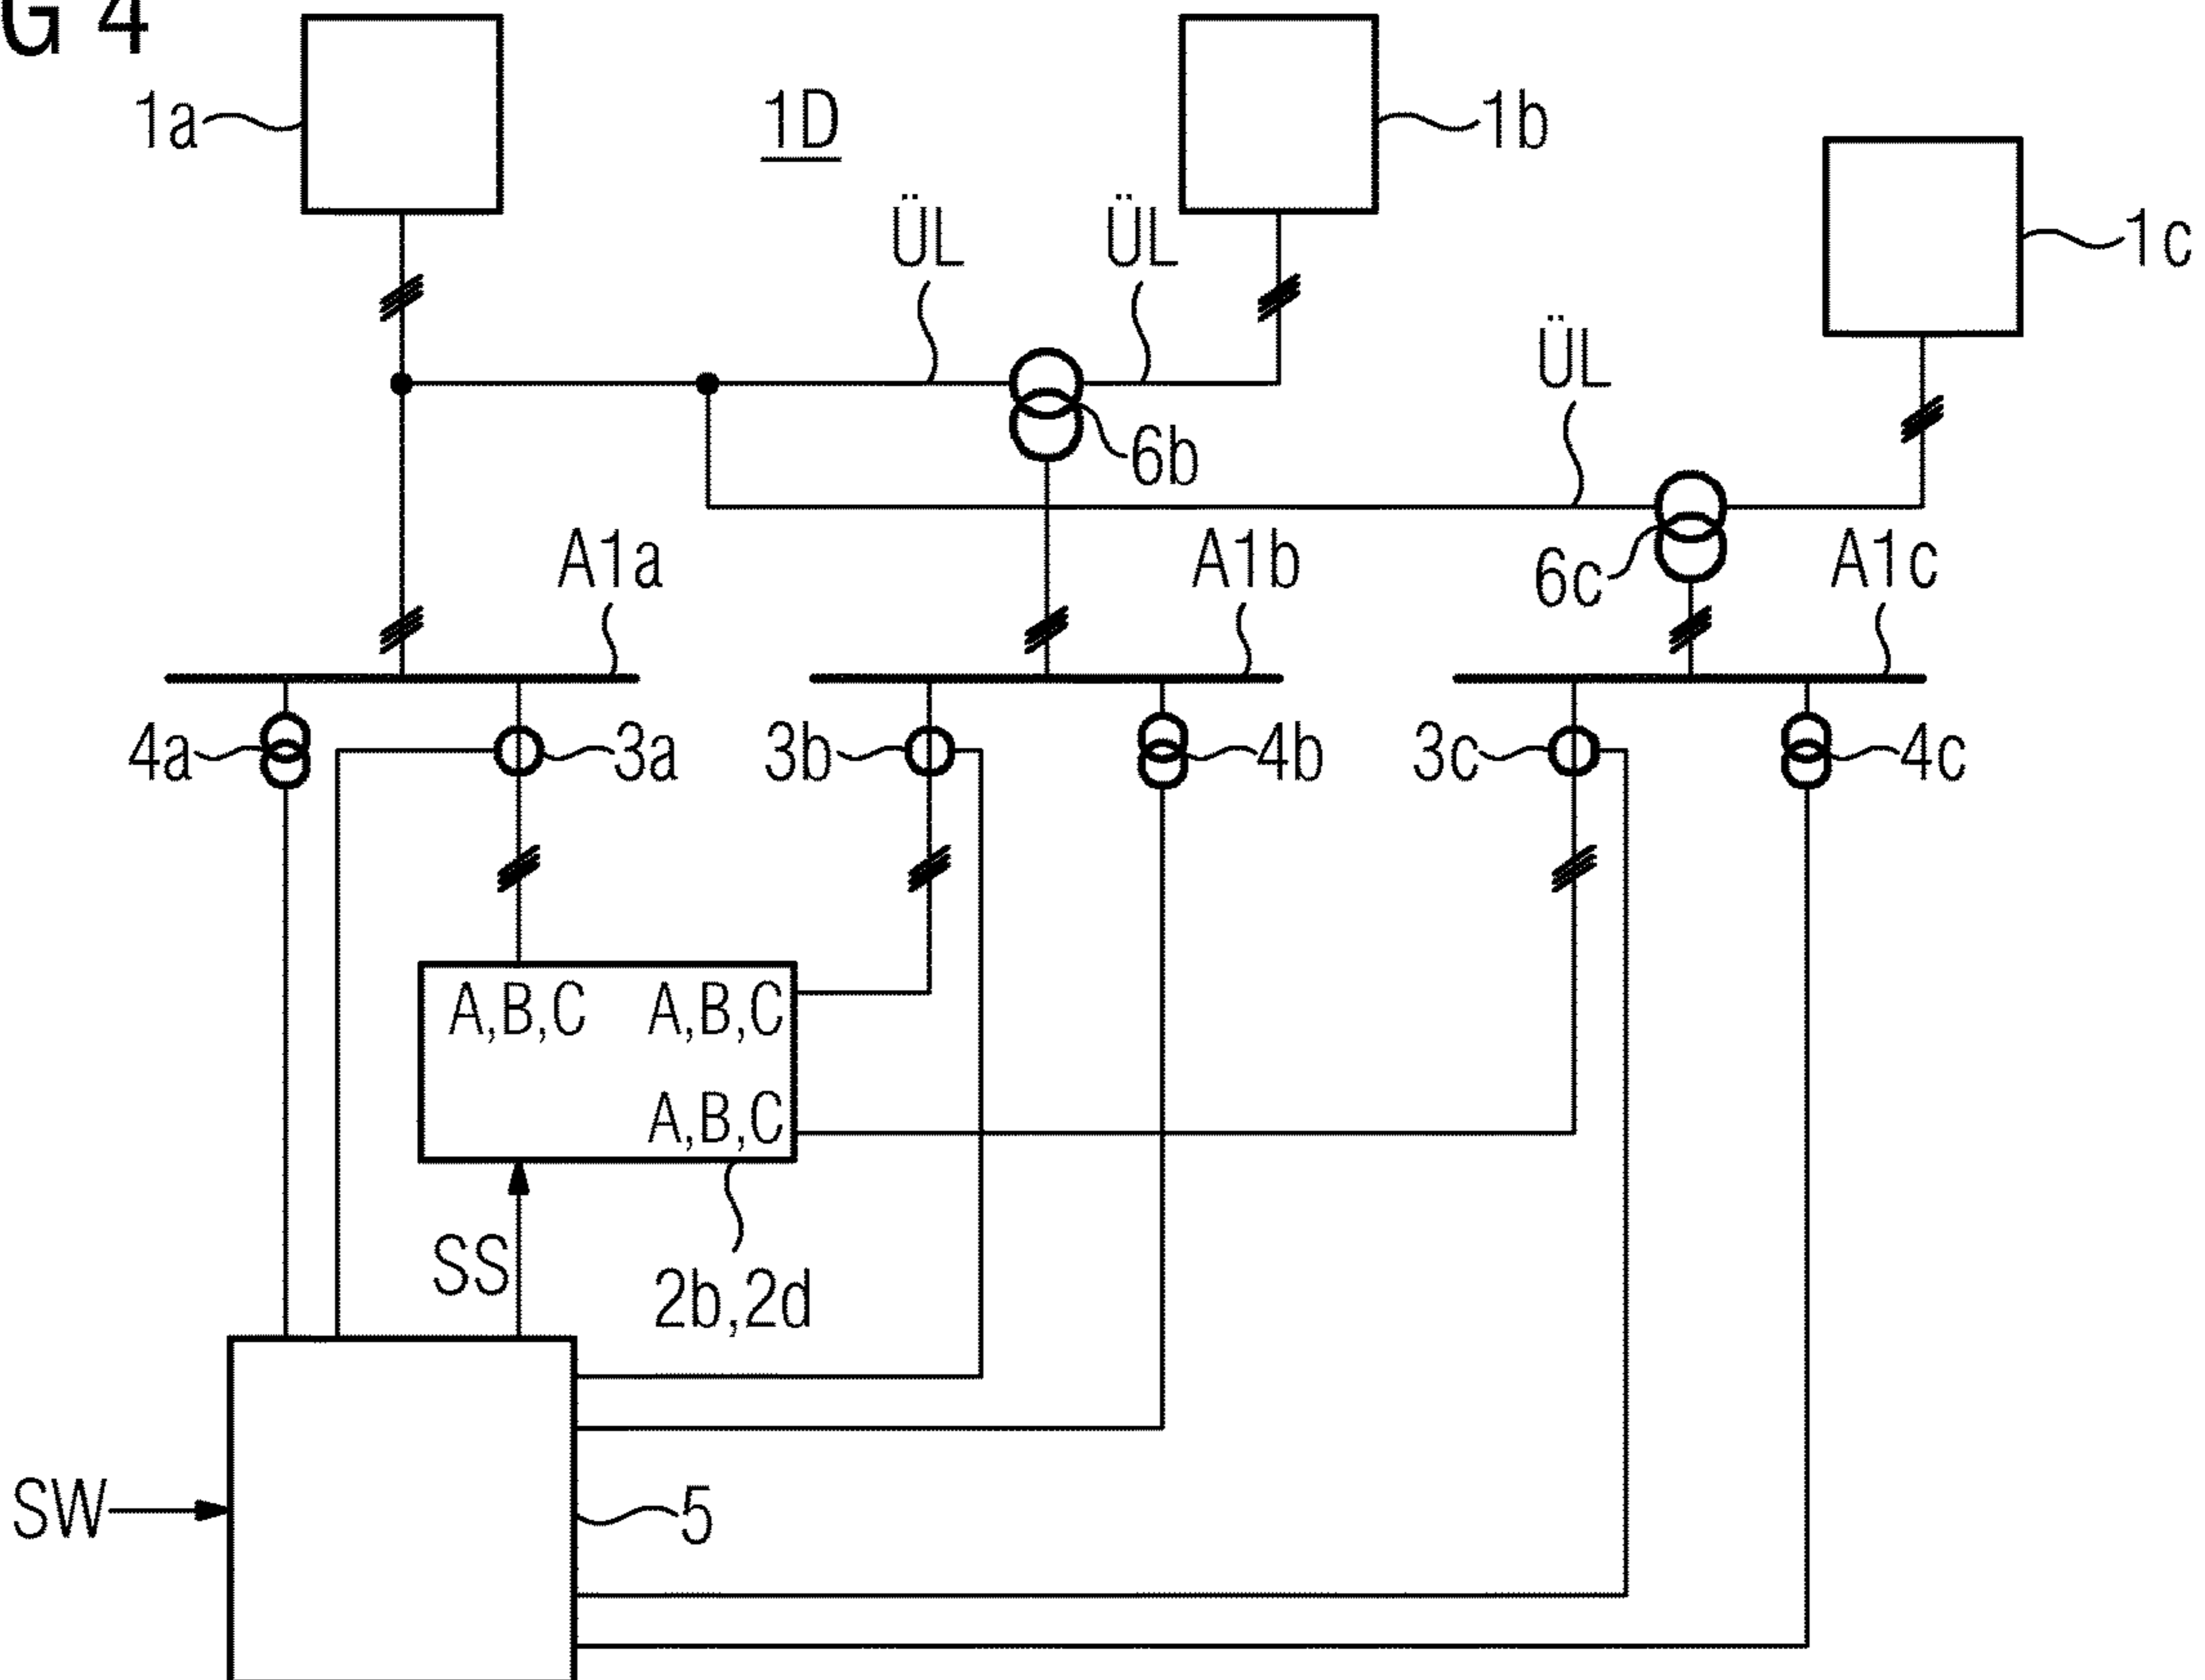 G 4
1a
1D
1b
1c
ÜL
ÜL
ÜL
6b
6c
A1a
A1b
A1c
4a
3a
3b
4b
3c
4c
A,B,C
A,B,C
A,B,C
SS
2b,2d
SW
5